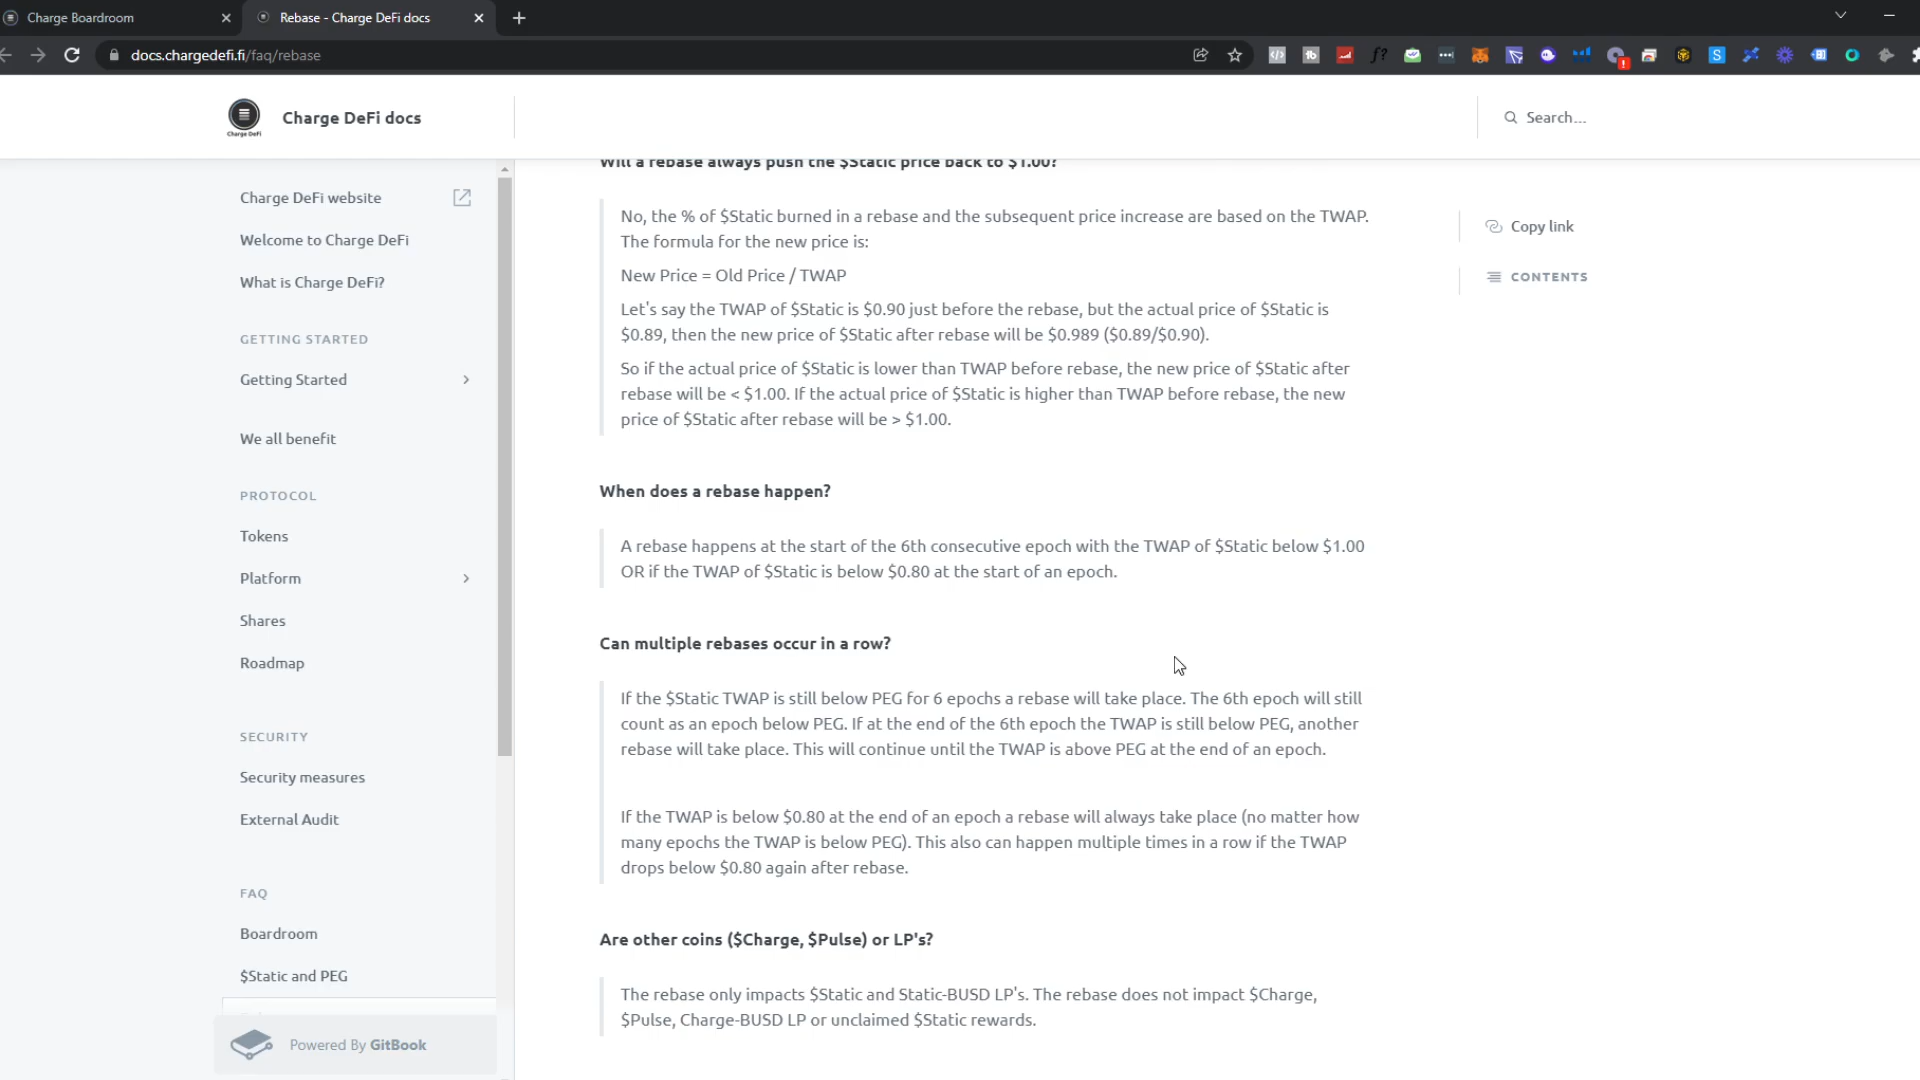 Charge Boardroom
Rebase - Charge DeFi docs
docs.chargedefi.fi/faq/rebase
Charge DeFi
Charge DeFi docs
Search...
Charge DeFi website
Welcome to Charge DeFi
What is Charge DeFi?
GETTING STARTED
Getting Started
We all benefit
PROTOCOL
Tokens
Platform
Shares
Roadmap
SECURITY
Security measures
External Audit
FAQ
Boardroom
$Static and PEG
Powered By GitBook
Will a rebase always push the $Static price back to $1.00?
No, the % of $Static burned in a rebase and the subsequent price increase are based on the TWAP.
The formula for the new price is:
New Price = Old Price / TWAP
Let's say the TWAP of $Static is $0.90 just before the rebase, but the actual price of $Static is
$0.89, then the new price of $Static after rebase will be $0.989 ($0.89/$0.90).
So if the actual price of $Static is lower than TWAP before rebase, the new price of $Static after
rebase will be < $1.00. If the actual price of $Static is higher than TWAP before rebase, the new
price of $Static after rebase will be > $1.00.
When does a rebase happen?
A rebase happens at the start of the 6th consecutive epoch with the TWAP of $Static below $1.00
OR if the TWAP of $Static is below $0.80 at the start of an epoch.
Can multiple rebases occur in a row?
If the $Static TWAP is still below PEG for 6 epochs a rebase will take place. The 6th epoch will still
count as an epoch below PEG. If at the end of the 6th epoch the TWAP is still below PEG, another
rebase will take place. This will continue until the TWAP is above PEG at the end of an epoch.
If the TWAP is below $0.80 at the end of an epoch a rebase will always take place (no matter how
many epochs the TWAP is below PEG). This also can happen multiple times in a row if the TWAP
drops below $0.80 again after rebase.
Are other coins ($Charge, $Pulse) or LP's?
The rebase only impacts $Static and Static-BUSD LP's. The rebase does not impact $Charge,
$Pulse, Charge-BUSD LP or unclaimed $Static rewards.
Copy link
CONTENTS